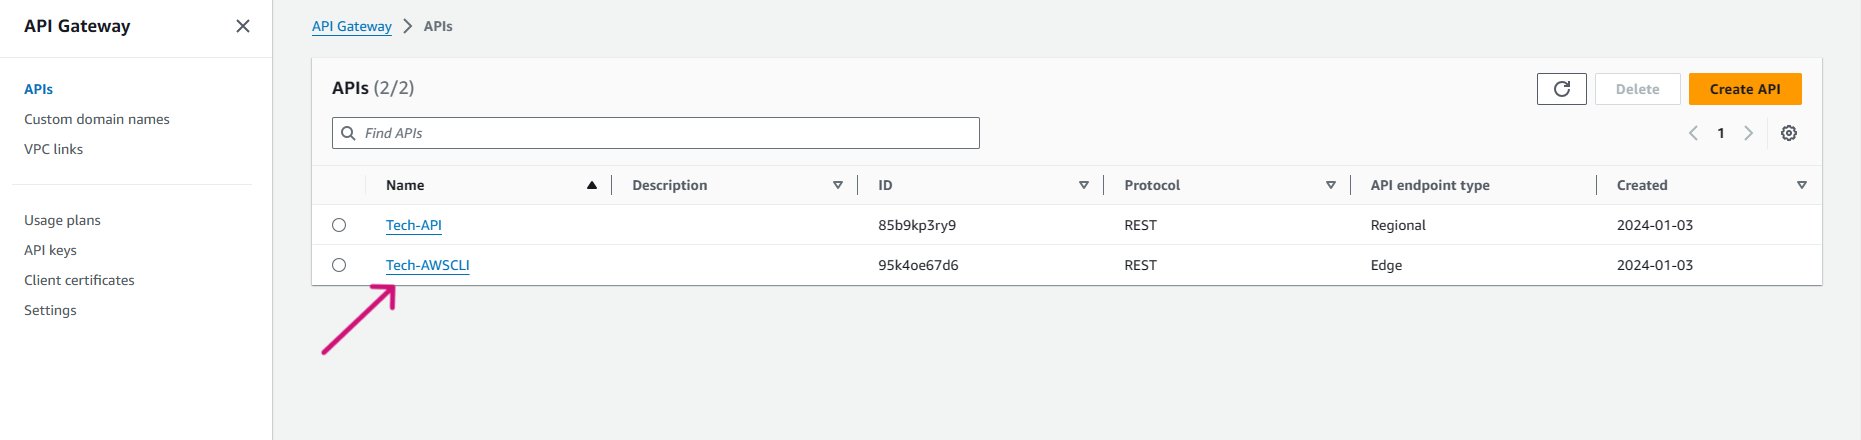 API Gateway
APIs
Custom domain names
VPC links
Usage plans
API keys
Client certificates
Settings
API Gateway > APIs
APIs (2/2)
Delete
Create API
Find APIs
1
Name Description ID Protocol API endpoint type Created
Tech-API 85b9kp3ry9 REST Regional 2024-01-03
Tech-AWSCLI 95k4oe67d6 REST Edge 2024-01-03